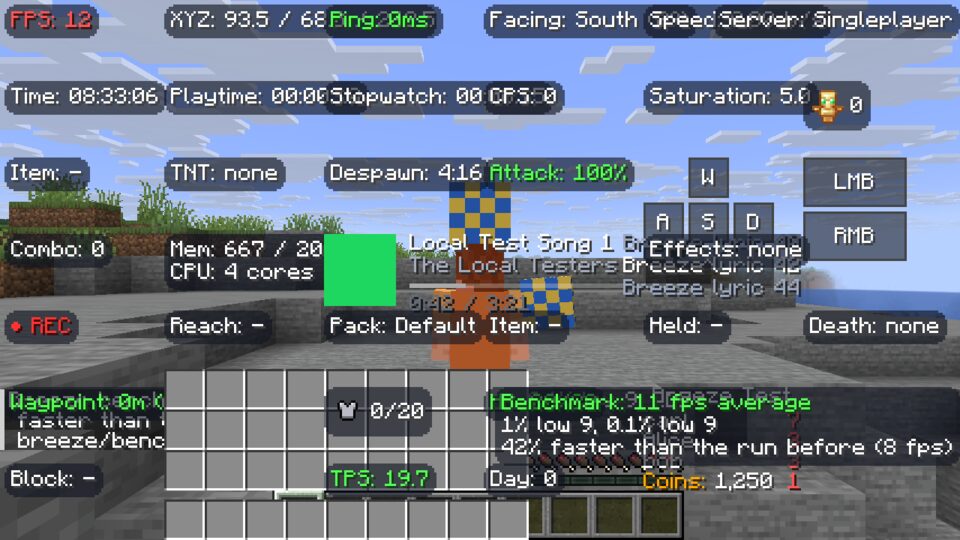 FPS: 12
XYZ: 93.5 / 68
Ping: 0ms
Facing: South
Speed
Server: Singleplayer
Time: 08:33:06
Playtime: 00:00
Stopwatch: 00
CPS: 0
Saturation: 5.0
0
Item: -
TNT: none
Despawn: 4:16
Attack: 100%
W
LMB
A
S
D
RMB
Combo: 0
Mem: 667 / 20
CPU: 4 cores
Local Test Song 1
The Local Testers
0:42 / 3:21
Effects: none
Breeze lyric 44
REC
Reach: -
Pack: Default
Item: -
Held: -
Death: none
Waypoint: 0m
faster than
breeze/benc
0/20
Benchmark: 11 fps average
1% low 9, 0.1% low 9
42% faster than the run before (8 fps)
Block: -
TPS: 19.7
Day: 0
Coins: 1,250
1